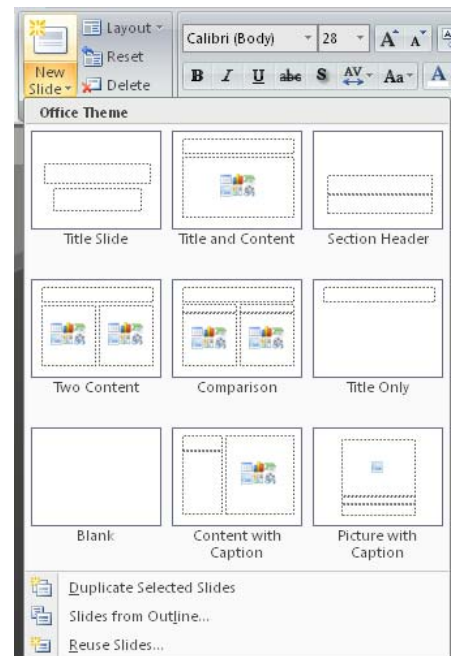 Layout
Reset
New Slide
Delete
Calibri (Body)
28
A A
B I U abc S AV Aa A
Office Theme
Title Slide
Title and Content
Section Header
Two Content
Comparison
Title Only
Blank
Content with Caption
Picture with Caption
Duplicate Selected Slides
Slides from Outline...
Reuse Slides...